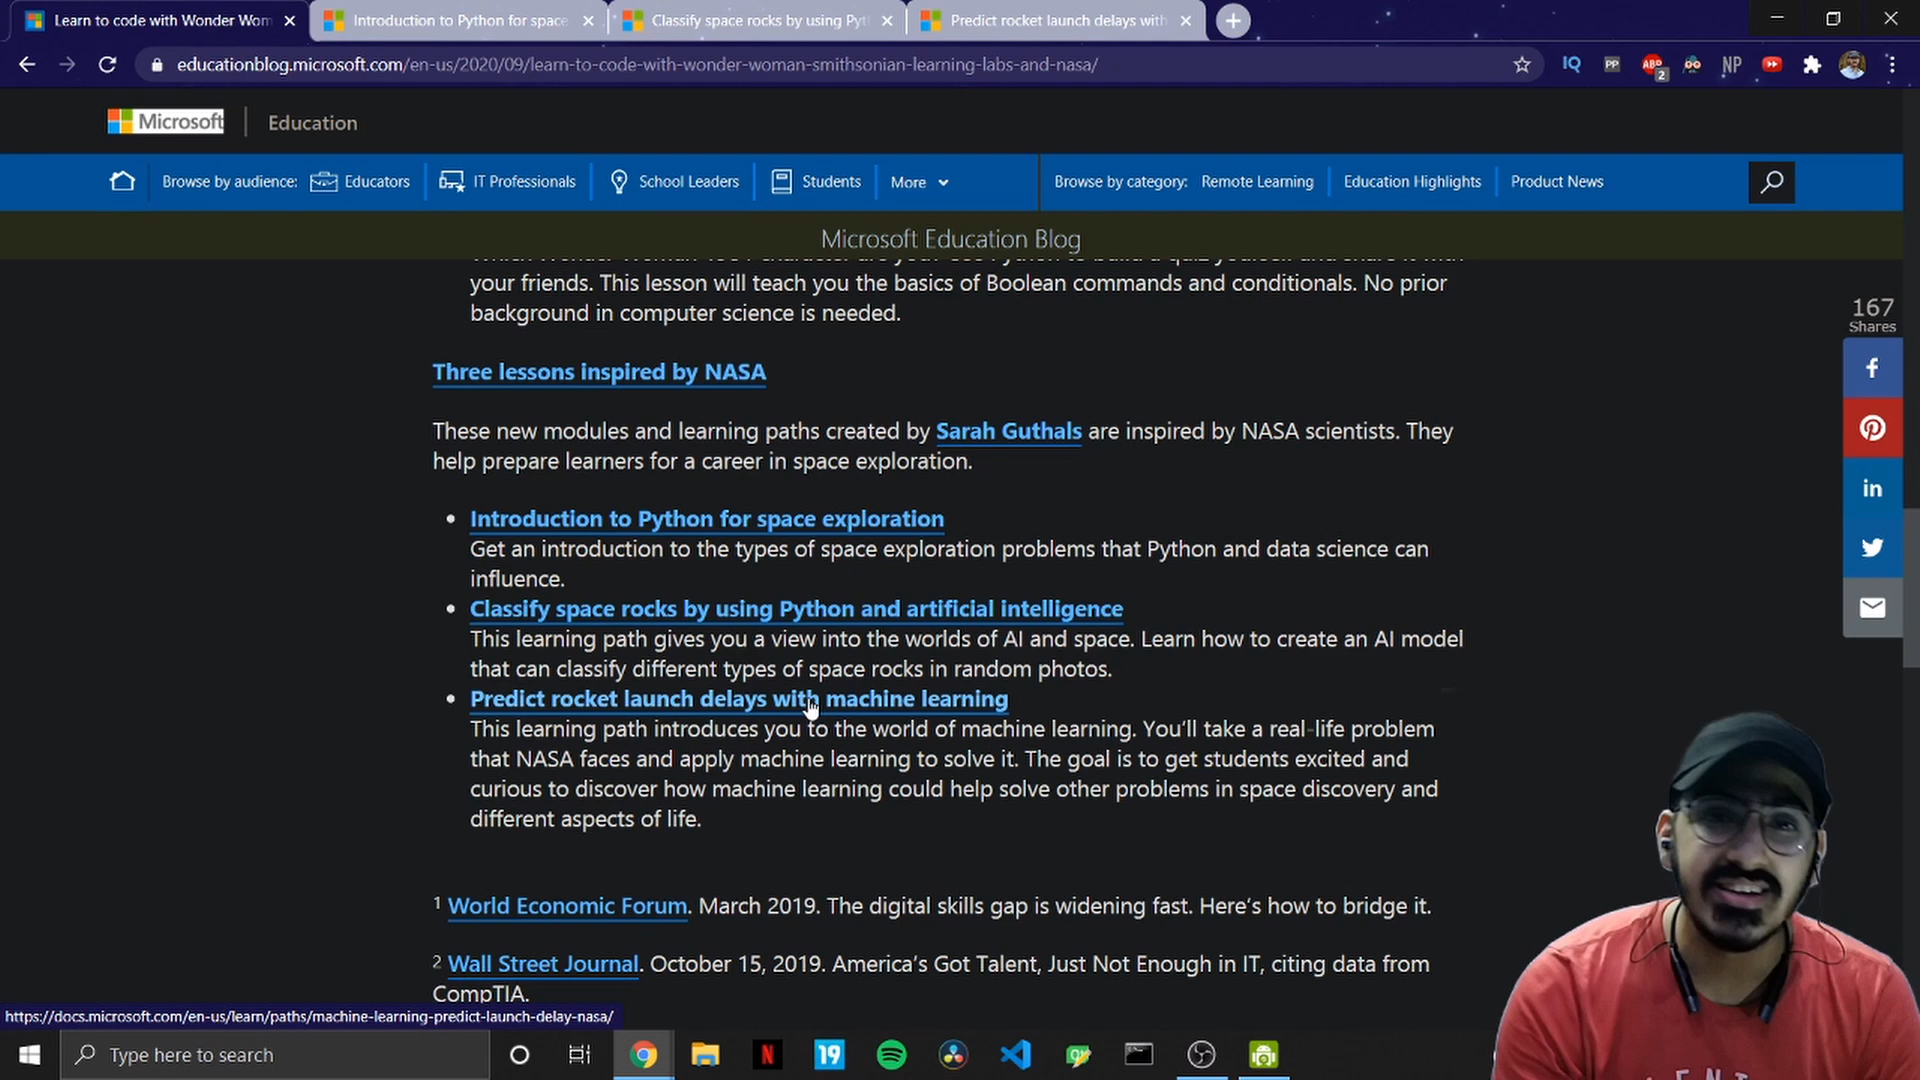 Learn to code with Wonder Wom
Introduction to Python for space
Classify space rocks by using Pyt
Predict rocket launch delays with
educationblog.microsoft.com/en-us/2020/09/learn-to-code-with-wonder-woman-smithsonian-learning-labs-and-nasa/
IQ
PP
ABP
2
NP
Microsoft
Education
Browse by audience:
Educators
IT Professionals
School Leaders
Students
More
Browse by category:
Remote Learning
Education Highlights
Product News
Microsoft Education Blog
your friends. This lesson will teach you the basics of Boolean commands and conditionals. No prior
background in computer science is needed.
167
Shares
Three lessons inspired by NASA
These new modules and learning paths created by Sarah Guthals are inspired by NASA scientists. They
help prepare learners for a career in space exploration.
Introduction to Python for space exploration
Get an introduction to the types of space exploration problems that Python and data science can
influence.
Classify space rocks by using Python and artificial intelligence
This learning path gives you a view into the worlds of AI and space. Learn how to create an AI model
that can classify different types of space rocks in random photos.
Predict rocket launch delays with machine learning
This learning path introduces you to the world of machine learning. You'll take a real-life problem
that NASA faces and apply machine learning to solve it. The goal is to get students excited and
curious to discover how machine learning could help solve other problems in space discovery and
different aspects of life.
1 World Economic Forum. March 2019. The digital skills gap is widening fast. Here's how to bridge it.
2 Wall Street Journal. October 15, 2019. America's Got Talent, Just Not Enough in IT, citing data from
CompTIA.
https://docs.microsoft.com/en-us/learn/paths/machine-learning-predict-launch-delay-nasa/
Type here to search
N
19